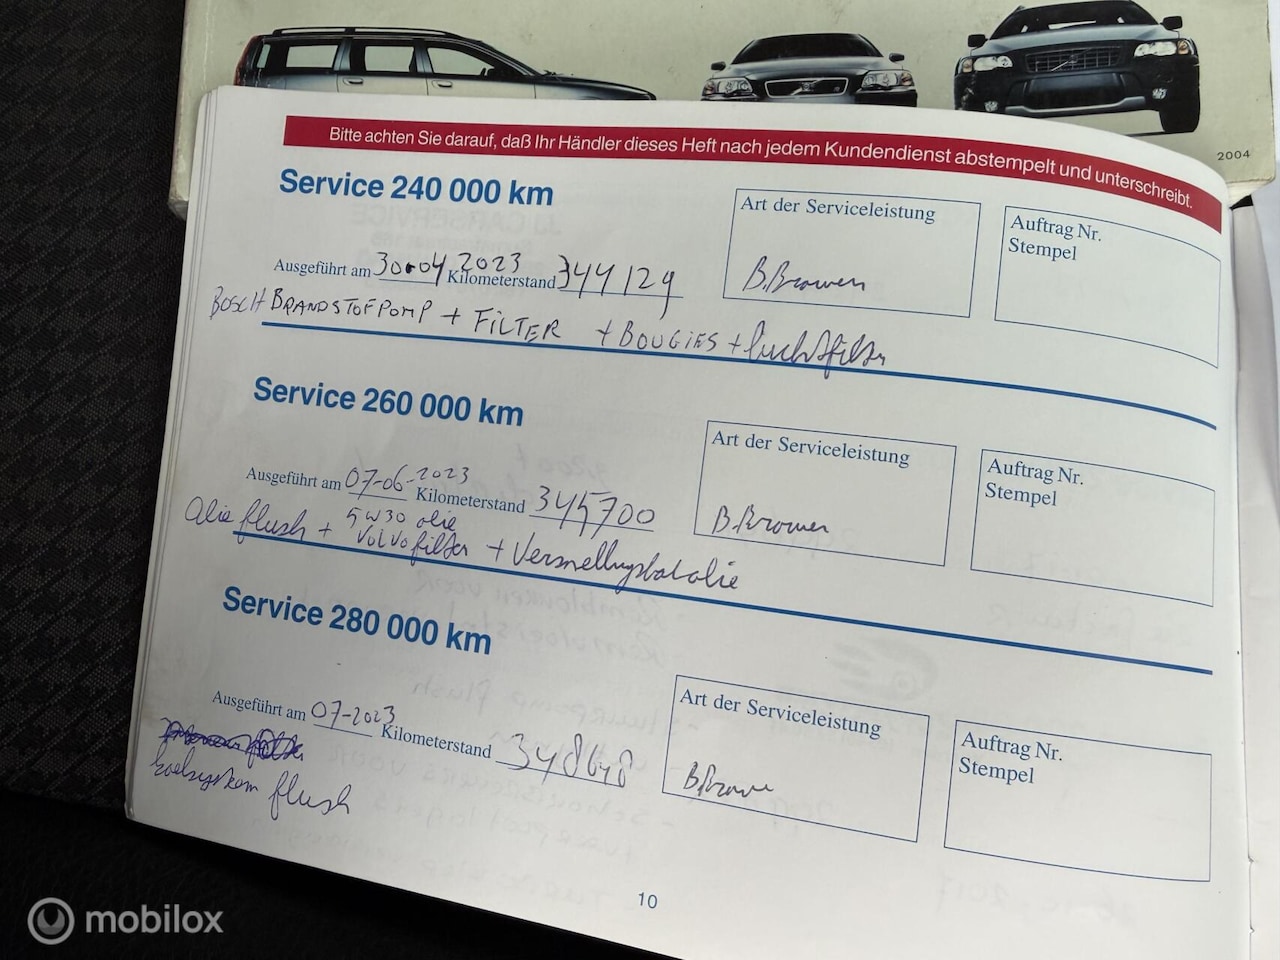 2004
Bitte achten Sie darauf, daß Ihr Händler dieses Heft nach jedem Kundendienst abstempelt und unterschreibt.
Service 240 000 km
Art der Serviceleistung
Auftrag Nr.
Stempel
Ausgeführt am 30-04 2023 Kilometerstand 344129
B.Brouwer
BOSCH BRANDSTOFPOMP + FILTER + BOUGIES + luchtfilter
Service 260 000 km
Art der Serviceleistung
Auftrag Nr.
Stempel
Ausgeführt am 07-06-2023 Kilometerstand 345700
B.Brouwer
Olie flush + 5W30 olie
Volvo filter + Versnellingsbakolie
Service 280 000 km
Art der Serviceleistung
Auftrag Nr.
Stempel
Ausgeführt am 07-2023 Kilometerstand 348648
B.Brouwer
koelsysteem flush
10
mobilox